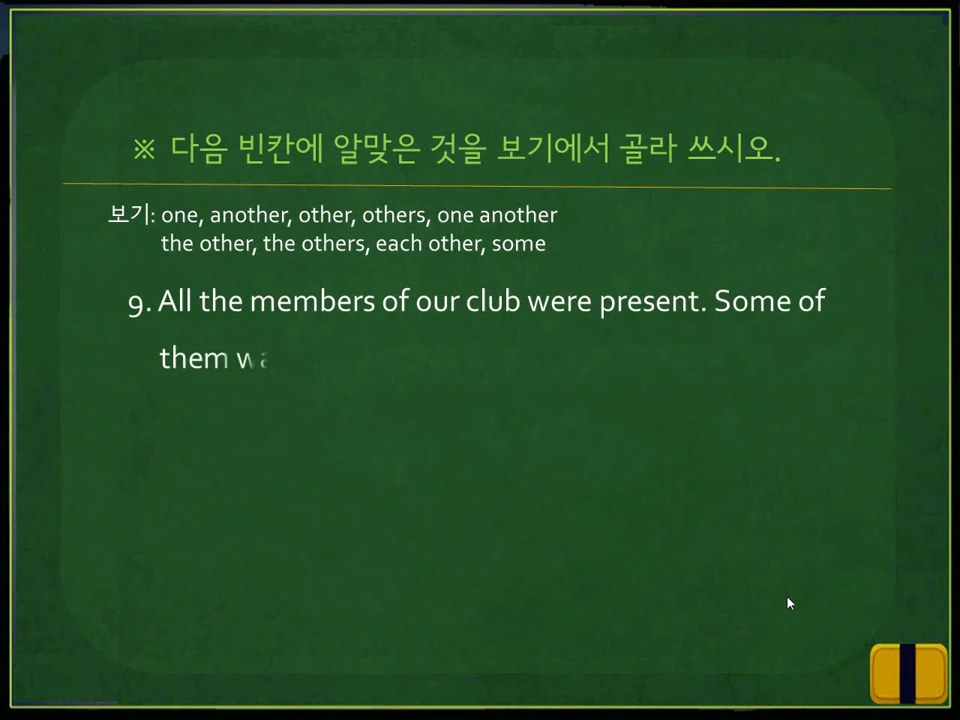 ※ 다음 빈칸에 알맞은 것을 보기에서 골라 쓰시오.
보기: one, another, other, others, one another
the other, the others, each other, some
9. All the members of our club were present. Some of
them